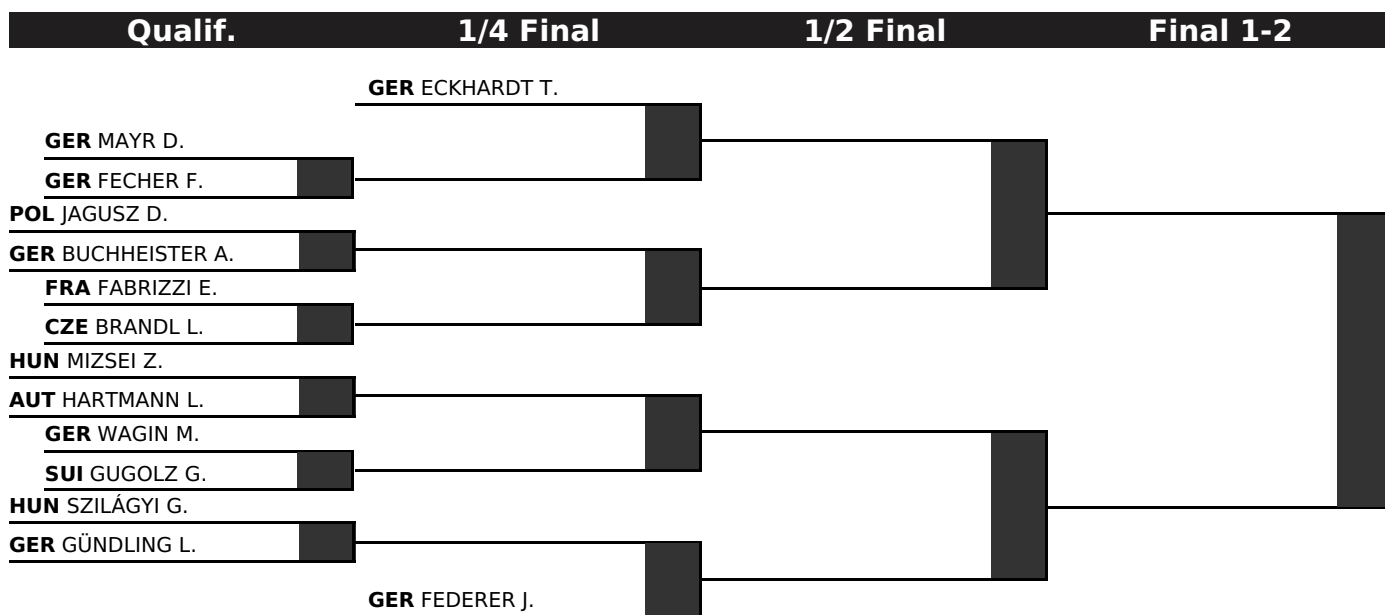 Qualif. 1/4 Final 1/2 Final Final 1-2
GER ECKHARDT T.
GER MAYR D.
GER FECHER F.
POL JAGUSZ D.
GER BUCHHEISTER A.
FRA FABRIZZI E.
CZE BRANDL L.
HUN MIZSEI Z.
AUT HARTMANN L.
GER WAGIN M.
SUI GUGOLZ G.
HUN SZILÁGYI G.
GER GÜNDLING L.
GER FEDERER J.